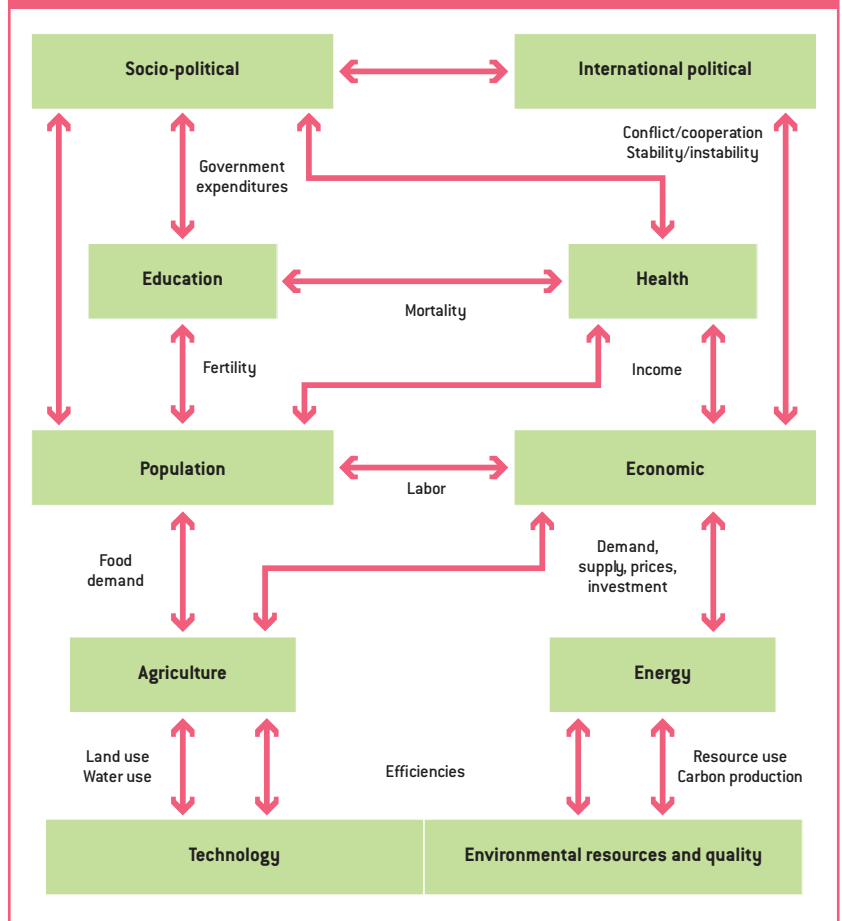 Socio-political
International political
Conflict/cooperation
Stability/instability
Government
expenditures
Education
Health
Mortality
Fertility
Income
Population
Economic
Labor
Food
demand
Demand,
supply, prices,
investment
Agriculture
Energy
Land use
Water use
Efficiencies
Resource use
Carbon production
Technology
Environmental resources and quality